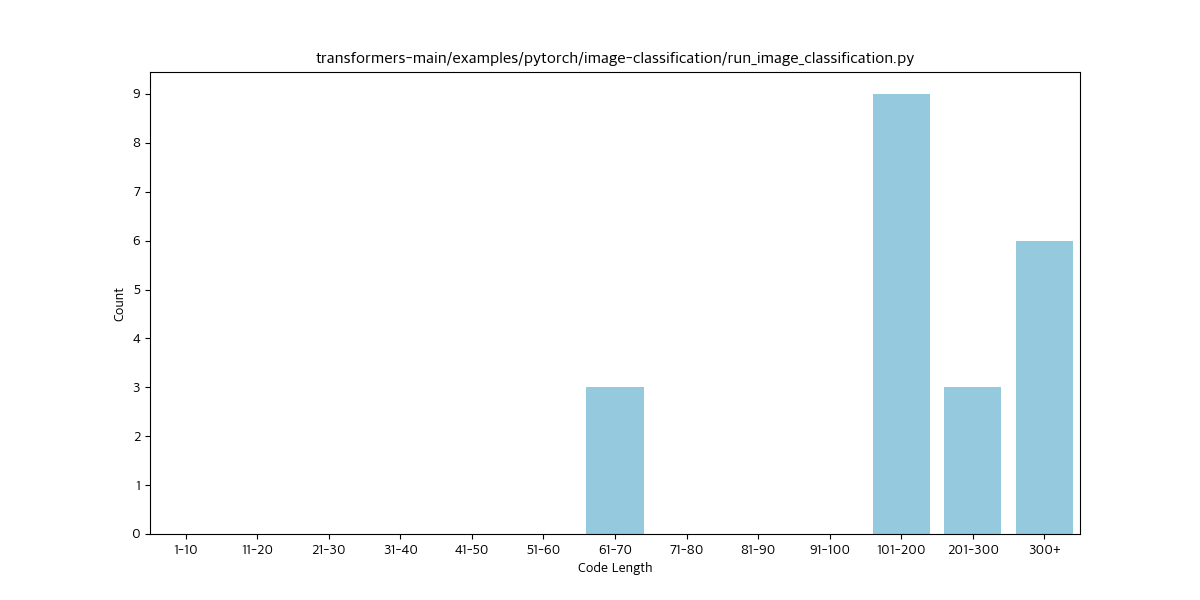 transformers-main/examples/pytorch/image-classification/run_image_classification.py
9
8
7
6
5
4
3
2
1
0
Count
1-10 11-20 21-30 31-40 41-50 51-60 61-70 71-80 81-90 91-100 101-200 201-300 300+
Code Length